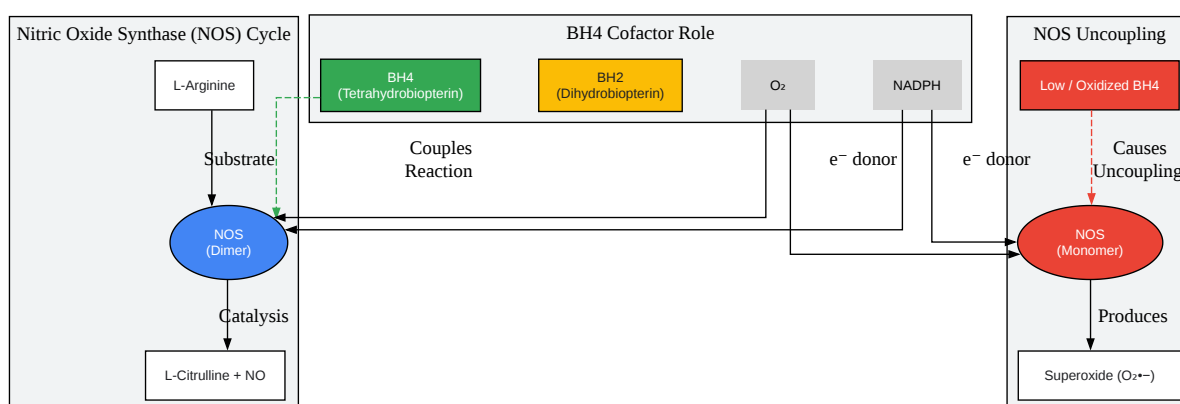 Nitric Oxide Synthase (NOS) Cycle
BH4 Cofactor Role
NOS Uncoupling
L-Arginine
BH4
(Tetrahydrobiopterin)
BH2
(Dihydrobiopterin)
O₂
NADPH
Low / Oxidized BH4
Substrate
Couples
Reaction
e⁻ donor
e⁻ donor
Causes
Uncoupling
NOS
(Dimer)
NOS
(Monomer)
Catalysis
Produces
L-Citrulline + NO
Superoxide (O₂•−)